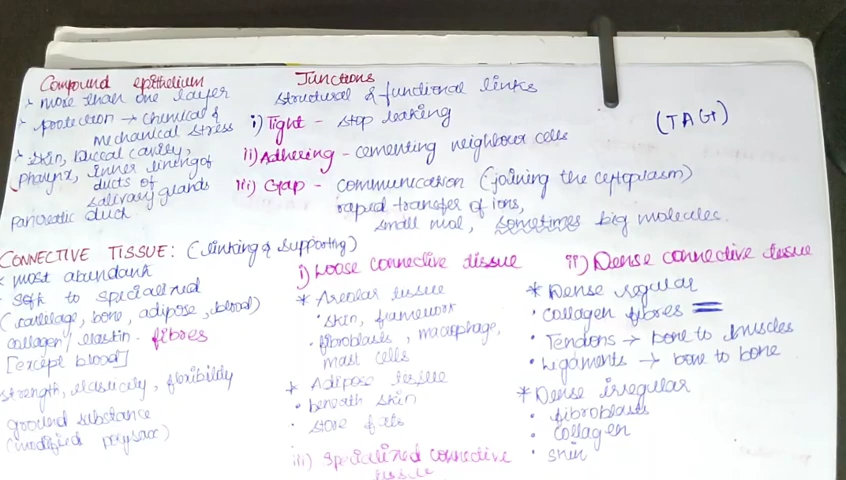 Compound epithelium
> more than one layer
> protection → chemical &
mechanical stress
> skin, buccal cavity,
pharynx, inner lining of
ducts of
salivary glands
pancreatic duct
Junctions
structural & functional links
i) Tight - stop leaking
ii) Adhering - cementing neighbour cells
iii) Gap - communication (joining the cytoplasm)
rapid transfer of ions,
small mol, sometimes big molecules.
(TAG)
CONNECTIVE TISSUE: (linking & supporting)
most abundant
soft to specialized
(cartilage, bone, adipose, blood)
collagen/elastin. fibres
[except blood]
strength, elasticity, flexibility
ground substance
(modified polysacc)
i) Loose connective tissue
* Areolar tissue
• skin, framework
• fibroblasts, macrophage,
mast cells
* Adipose tissue
• beneath skin
• store fats
ii) Dense connective tissue
* Dense regular
• collagen fibres =
• Tendons → bone to muscles
• Ligaments → bone to bone
* Dense irregular
• fibroblasts
• collagen
• skin
iii) Specialized connective
tissue